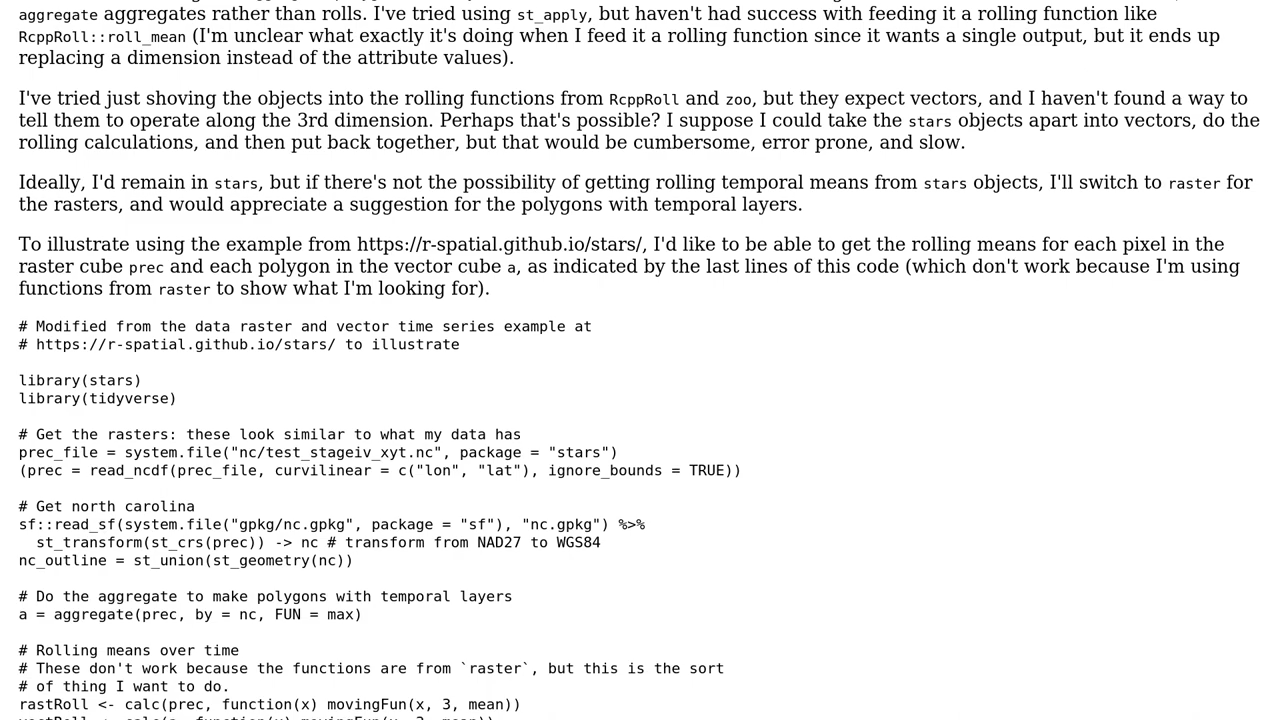 aggregate aggregates rather than rolls. I've tried using st_apply, but haven't had success with feeding it a rolling function like
RcppRoll::roll_mean (I'm unclear what exactly it's doing when I feed it a rolling function since it wants a single output, but it ends up
replacing a dimension instead of the attribute values).
I've tried just shoving the objects into the rolling functions from RcppRoll and zoo, but they expect vectors, and I haven't found a way to
tell them to operate along the 3rd dimension. Perhaps that's possible? I suppose I could take the stars objects apart into vectors, do the
rolling calculations, and then put back together, but that would be cumbersome, error prone, and slow.
Ideally, I'd remain in stars, but if there's not the possibility of getting rolling temporal means from stars objects, I'll switch to raster for
the rasters, and would appreciate a suggestion for the polygons with temporal layers.
To illustrate using the example from https://r-spatial.github.io/stars/, I'd like to be able to get the rolling means for each pixel in the
raster cube prec and each polygon in the vector cube a, as indicated by the last lines of this code (which don't work because I'm using
functions from raster to show what I'm looking for).
# Modified from the data raster and vector time series example at
# https://r-spatial.github.io/stars/ to illustrate
library(stars)
library(tidyverse)
# Get the rasters: these look similar to what my data has
prec_file = system.file("nc/test_stageiv_xyt.nc", package = "stars")
(prec = read_ncdf(prec_file, curvilinear = c("lon", "lat"), ignore_bounds = TRUE))
# Get north carolina
sf::read_sf(system.file("gpkg/nc.gpkg", package = "sf"), "nc.gpkg") %>%
  st_transform(st_crs(prec)) -> nc # transform from NAD27 to WGS84
nc_outline = st_union(st_geometry(nc))
# Do the aggregate to make polygons with temporal layers
a = aggregate(prec, by = nc, FUN = max)
# Rolling means over time
# These don't work because the functions are from `raster`, but this is the sort
# of thing I want to do.
rastRoll <- calc(prec, function(x) movingFun(x, 3, mean))